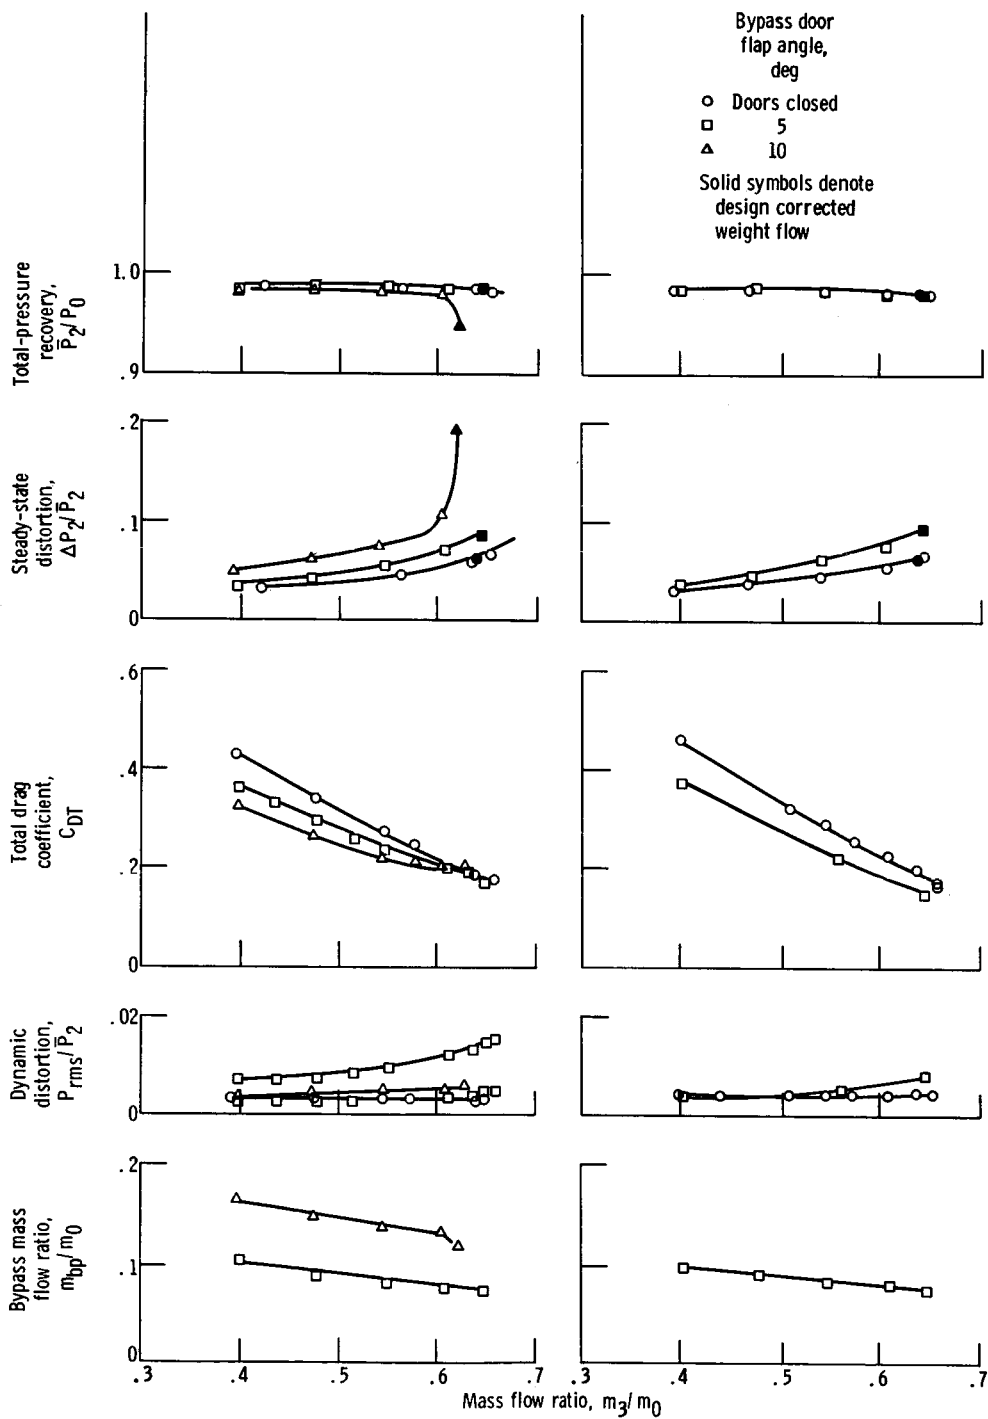 Bypass door
flap angle,
deg
Doors closed
5
10
Solid symbols denote
design corrected
weight flow
Total-pressure
recovery,
P̅2/P0
1.0
.9
Steady-state
distortion,
ΔP2/P̅2
.2
.1
0
Total drag
coefficient,
CDT
.6
.4
.2
0
Dynamic
distortion,
Prms/P̅2
.02
0
Bypass mass
flow ratio,
mbp/m0
.2
.1
0
.3 .4 .5 .6 .7 .3 .4 .5 .6 .7
Mass flow ratio, m3/m0